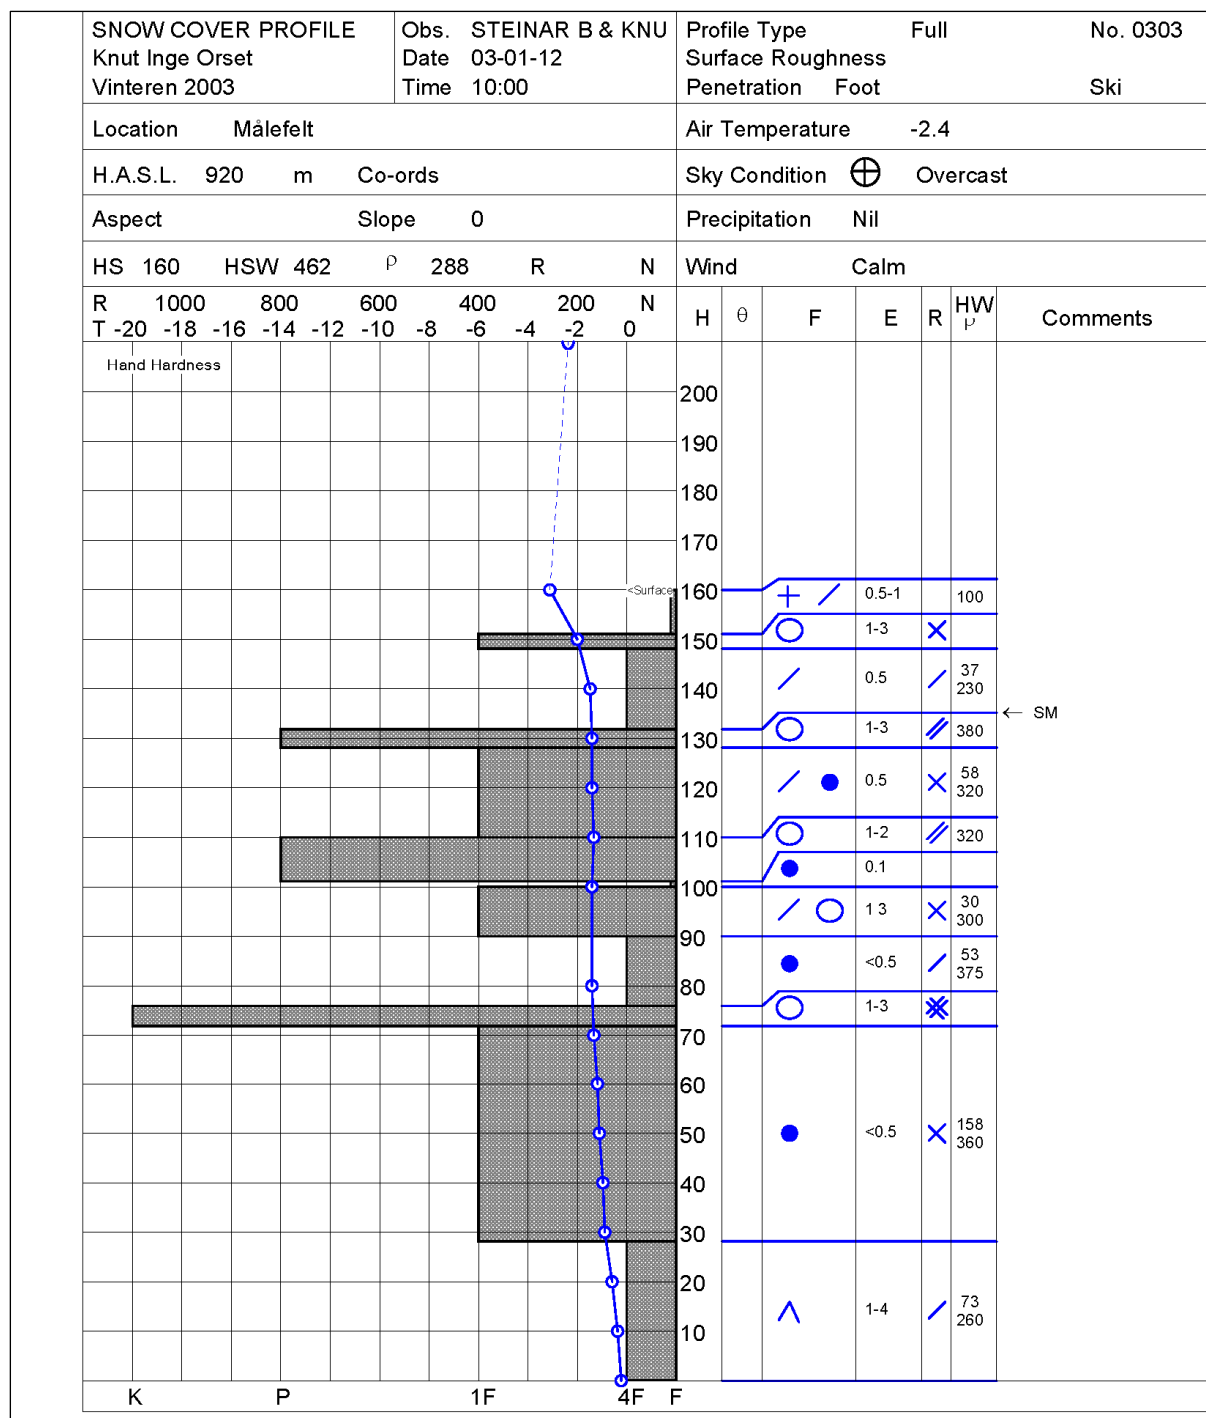 SNOW COVER PROFILE Obs. STEINAR B & KNU Profile Type Full No. 0303
Knut Inge Orset Date 03-01-12 Surface Roughness
Vinteren 2003 Time 10:00 Penetration Foot Ski
Location Målefelt Air Temperature -2.4
H.A.S.L. 920 m Co-ords Sky Condition Overcast
Aspect Slope 0 Precipitation Nil
HS 160 HSW 462 ρ 288 R N Wind Calm
R 1000 800 600 400 200 N
T -20 -18 -16 -14 -12 -10 -8 -6 -4 -2 0
H θ F E R HW ρ Comments
Hand Hardness
200
190
180
170
<Surface 160 0.5-1 100
150 1-3
140 0.5 37 230
← SM
130 1-3 380
120 0.5 58 320
110 1-2 320
0.1
100
1 3 30 300
90
<0.5 53 375
80
1-3
70
60
50 <0.5 158 360
40
30
20
1-4 73 260
10
K P 1F 4F F